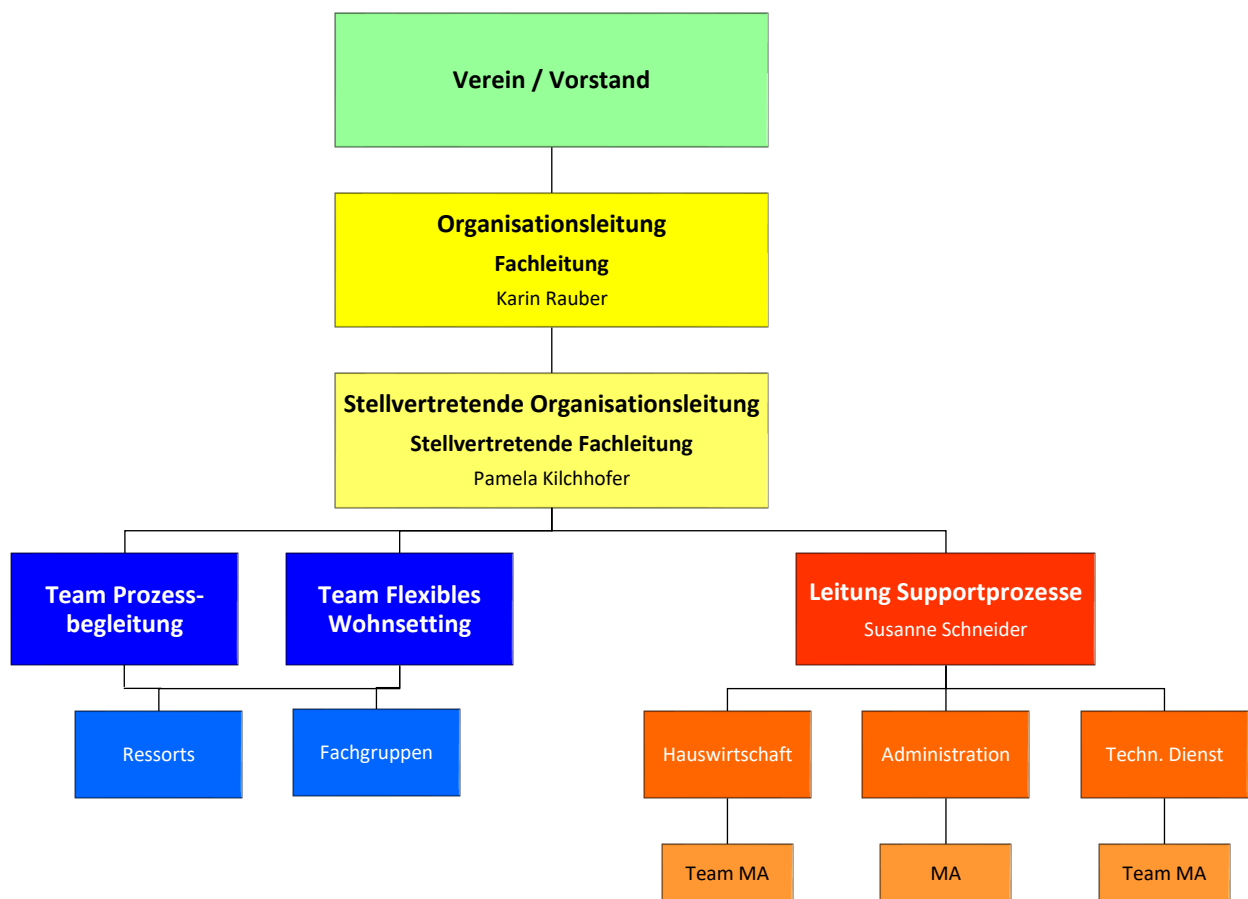 Verein / Vorstand
Organisationsleitung
Fachleitung
Karin Rauber
Stellvertretende Organisationsleitung
Stellvertretende Fachleitung
Pamela Kilchhofer
Team Prozess-
begleitung
Team Flexibles
Wohnsetting
Leitung Supportprozesse
Susanne Schneider
Ressorts
Fachgruppen
Hauswirtschaft
Administration
Techn. Dienst
Team MA
MA
Team MA